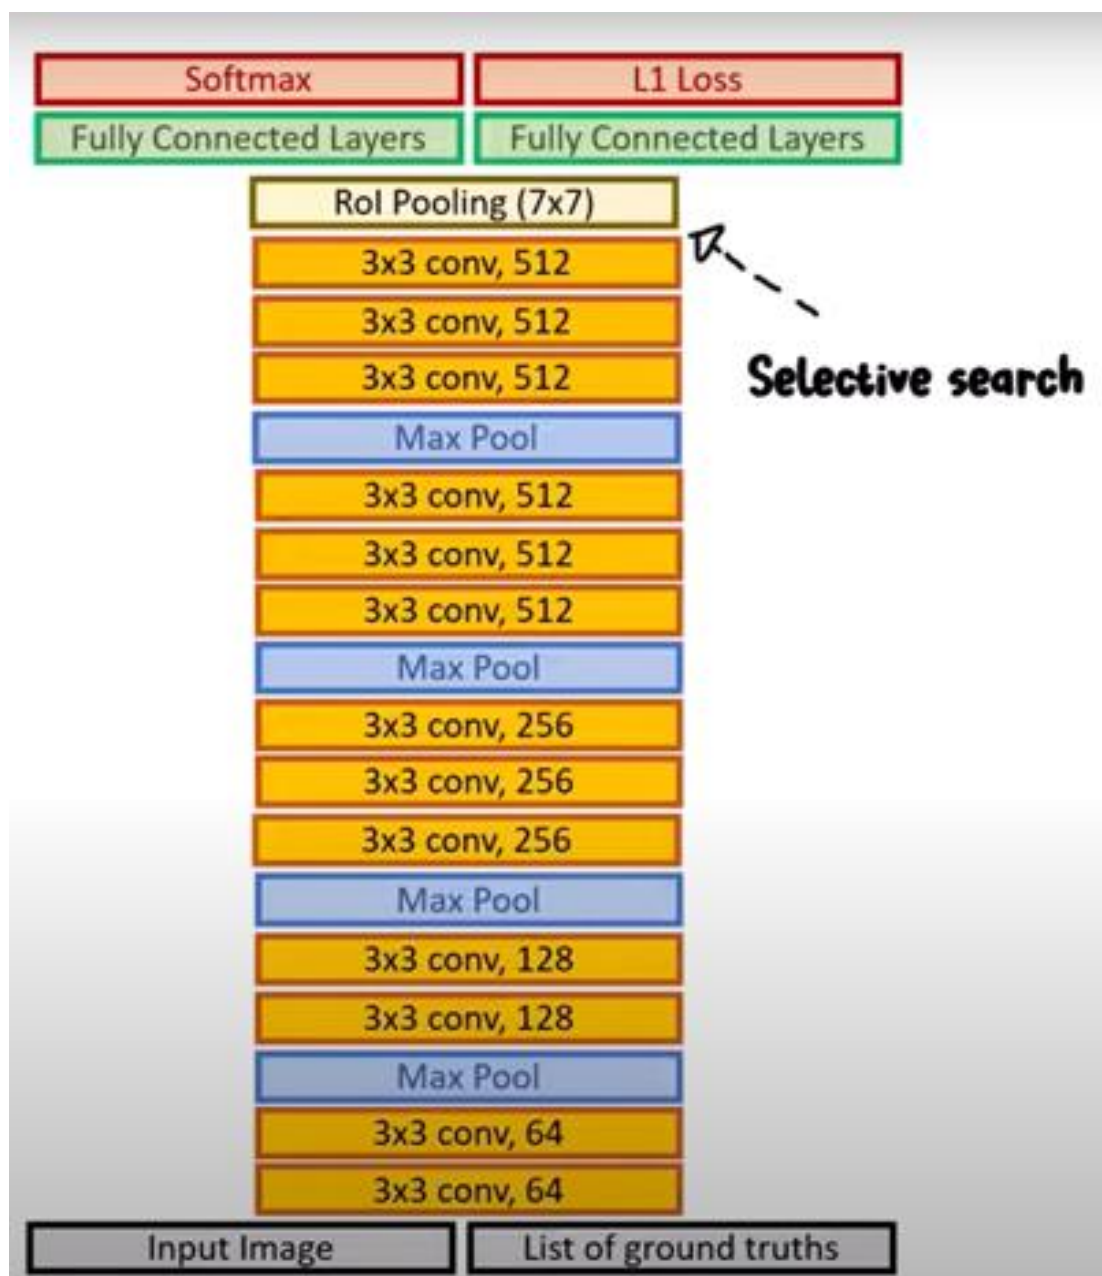 Softmax
L1 Loss
Fully Connected Layers
Fully Connected Layers
RoI Pooling (7x7)
3x3 conv, 512
3x3 conv, 512
3x3 conv, 512
Selective search
Max Pool
3x3 conv, 512
3x3 conv, 512
3x3 conv, 512
Max Pool
3x3 conv, 256
3x3 conv, 256
3x3 conv, 256
Max Pool
3x3 conv, 128
3x3 conv, 128
Max Pool
3x3 conv, 64
3x3 conv, 64
Input Image
List of ground truths